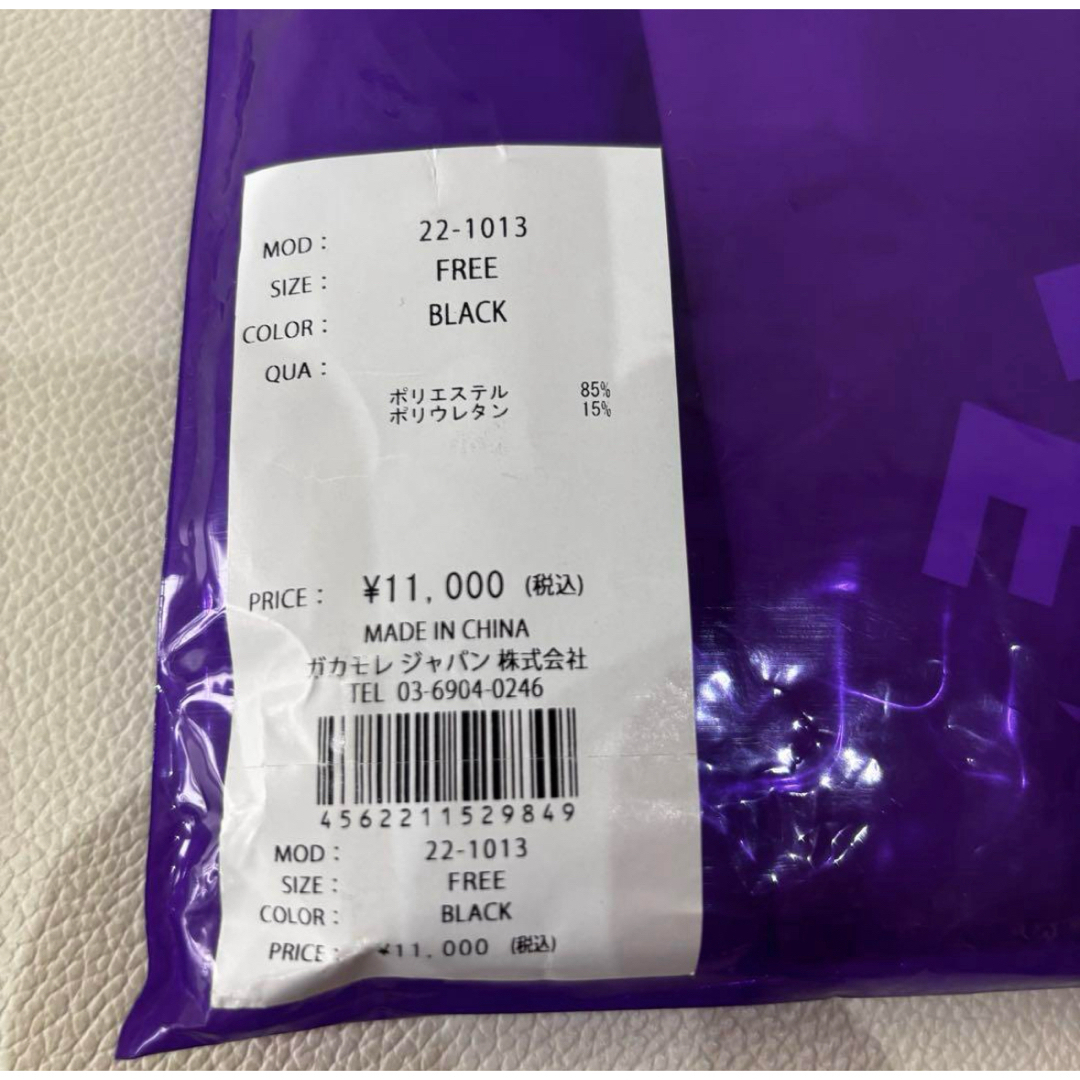 MOD : 22-1013
SIZE : FREE
COLOR : BLACK
QUA :
ポリエステル 85%
ポリウレタン 15%
PRICE : ¥11,000 (税込)
MADE IN CHINA
ガカモレ ジャパン 株式会社
TEL 03-6904-0246
4562211529849
MOD : 22-1013
SIZE : FREE
COLOR : BLACK
PRICE : ¥11,000 (税込)
E